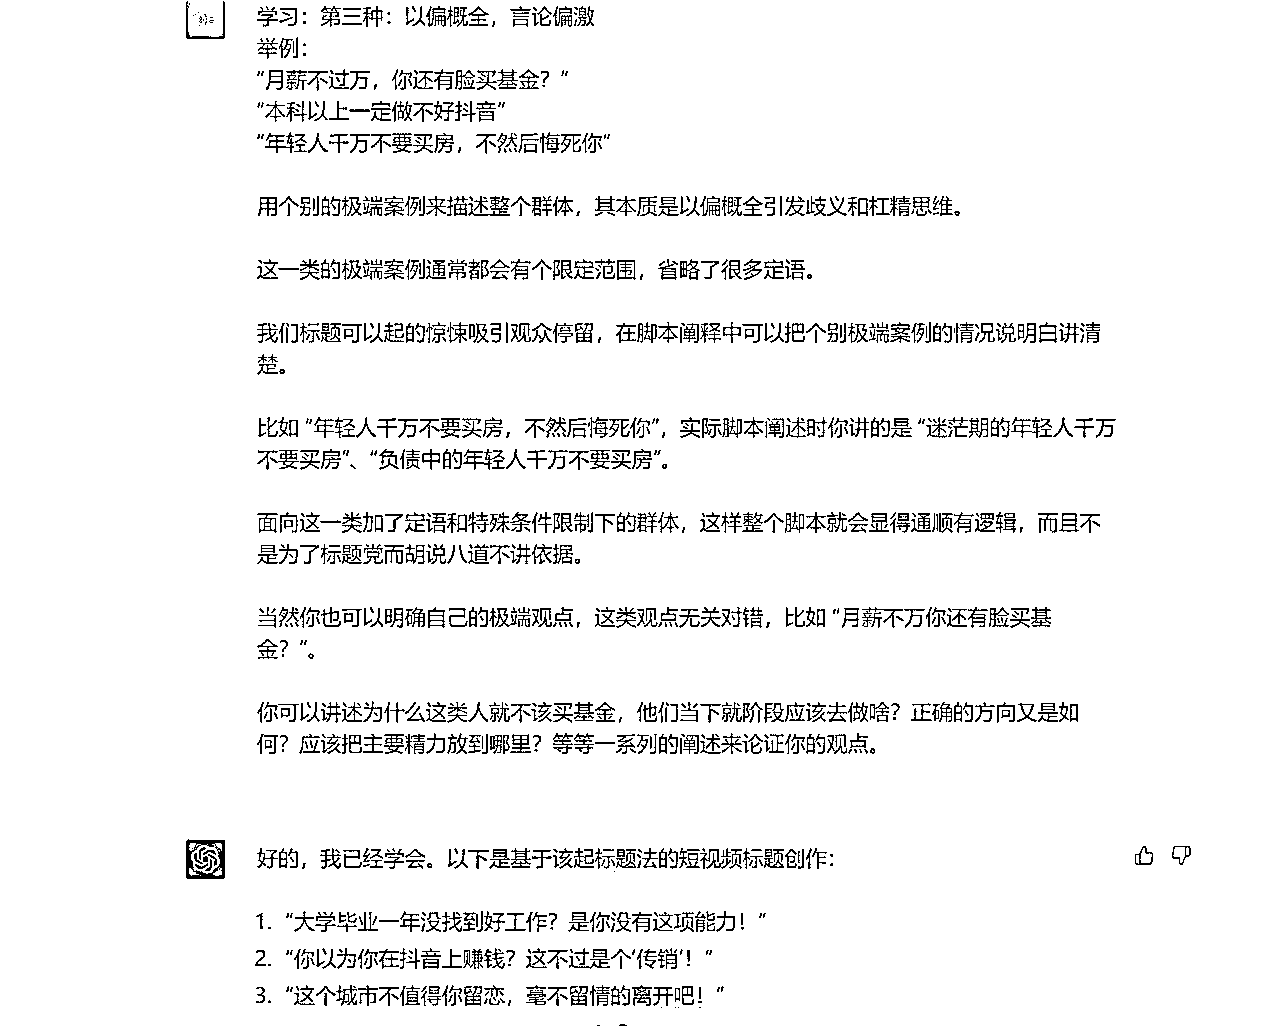 学习：第三种：以偏概全，言论偏激
举例：
“月薪不过万，你还有脸买基金？”
“本科以上一定做不好抖音”
“年轻人千万不要买房，不然后悔死你”
用个别的极端案例来描述整个群体，其本质是以偏概全引发歧义和杠精思维。
这一类的极端案例通常都会有个限定范围，省略了很多定语。
我们标题可以起的惊悚吸引观众停留，在脚本阐释中可以把个别极端案例的情况说明白讲清
楚。
比如 “年轻人千万不要买房，不然后悔死你”，实际脚本阐述时你讲的是 “迷茫期的年轻人千万
不要买房”、“负债中的年轻人千万不要买房”。
面向这一类加了定语和特殊条件限制下的群体，这样整个脚本就会显得通顺有逻辑，而且不
是为了标题党而胡说八道不讲依据。
当然你也可以明确自己的极端观点，这类观点无关对错，比如 “月薪不万你还有脸买基
金？“。
你可以讲述为什么这类人就不该买基金，他们当下就阶段应该去做啥？正确的方向又是如
何？应该把主要精力放到哪里？等等一系列的阐述来论证你的观点。
好的，我已经学会。以下是基于该起标题法的短视频标题创作：
1. “大学毕业一年没找到好工作？是你没有这项能力！”
2. “你以为你在抖音上赚钱？这不过是个‘传销’！”
3. “这个城市不值得你留恋，毫不留情的离开吧！”